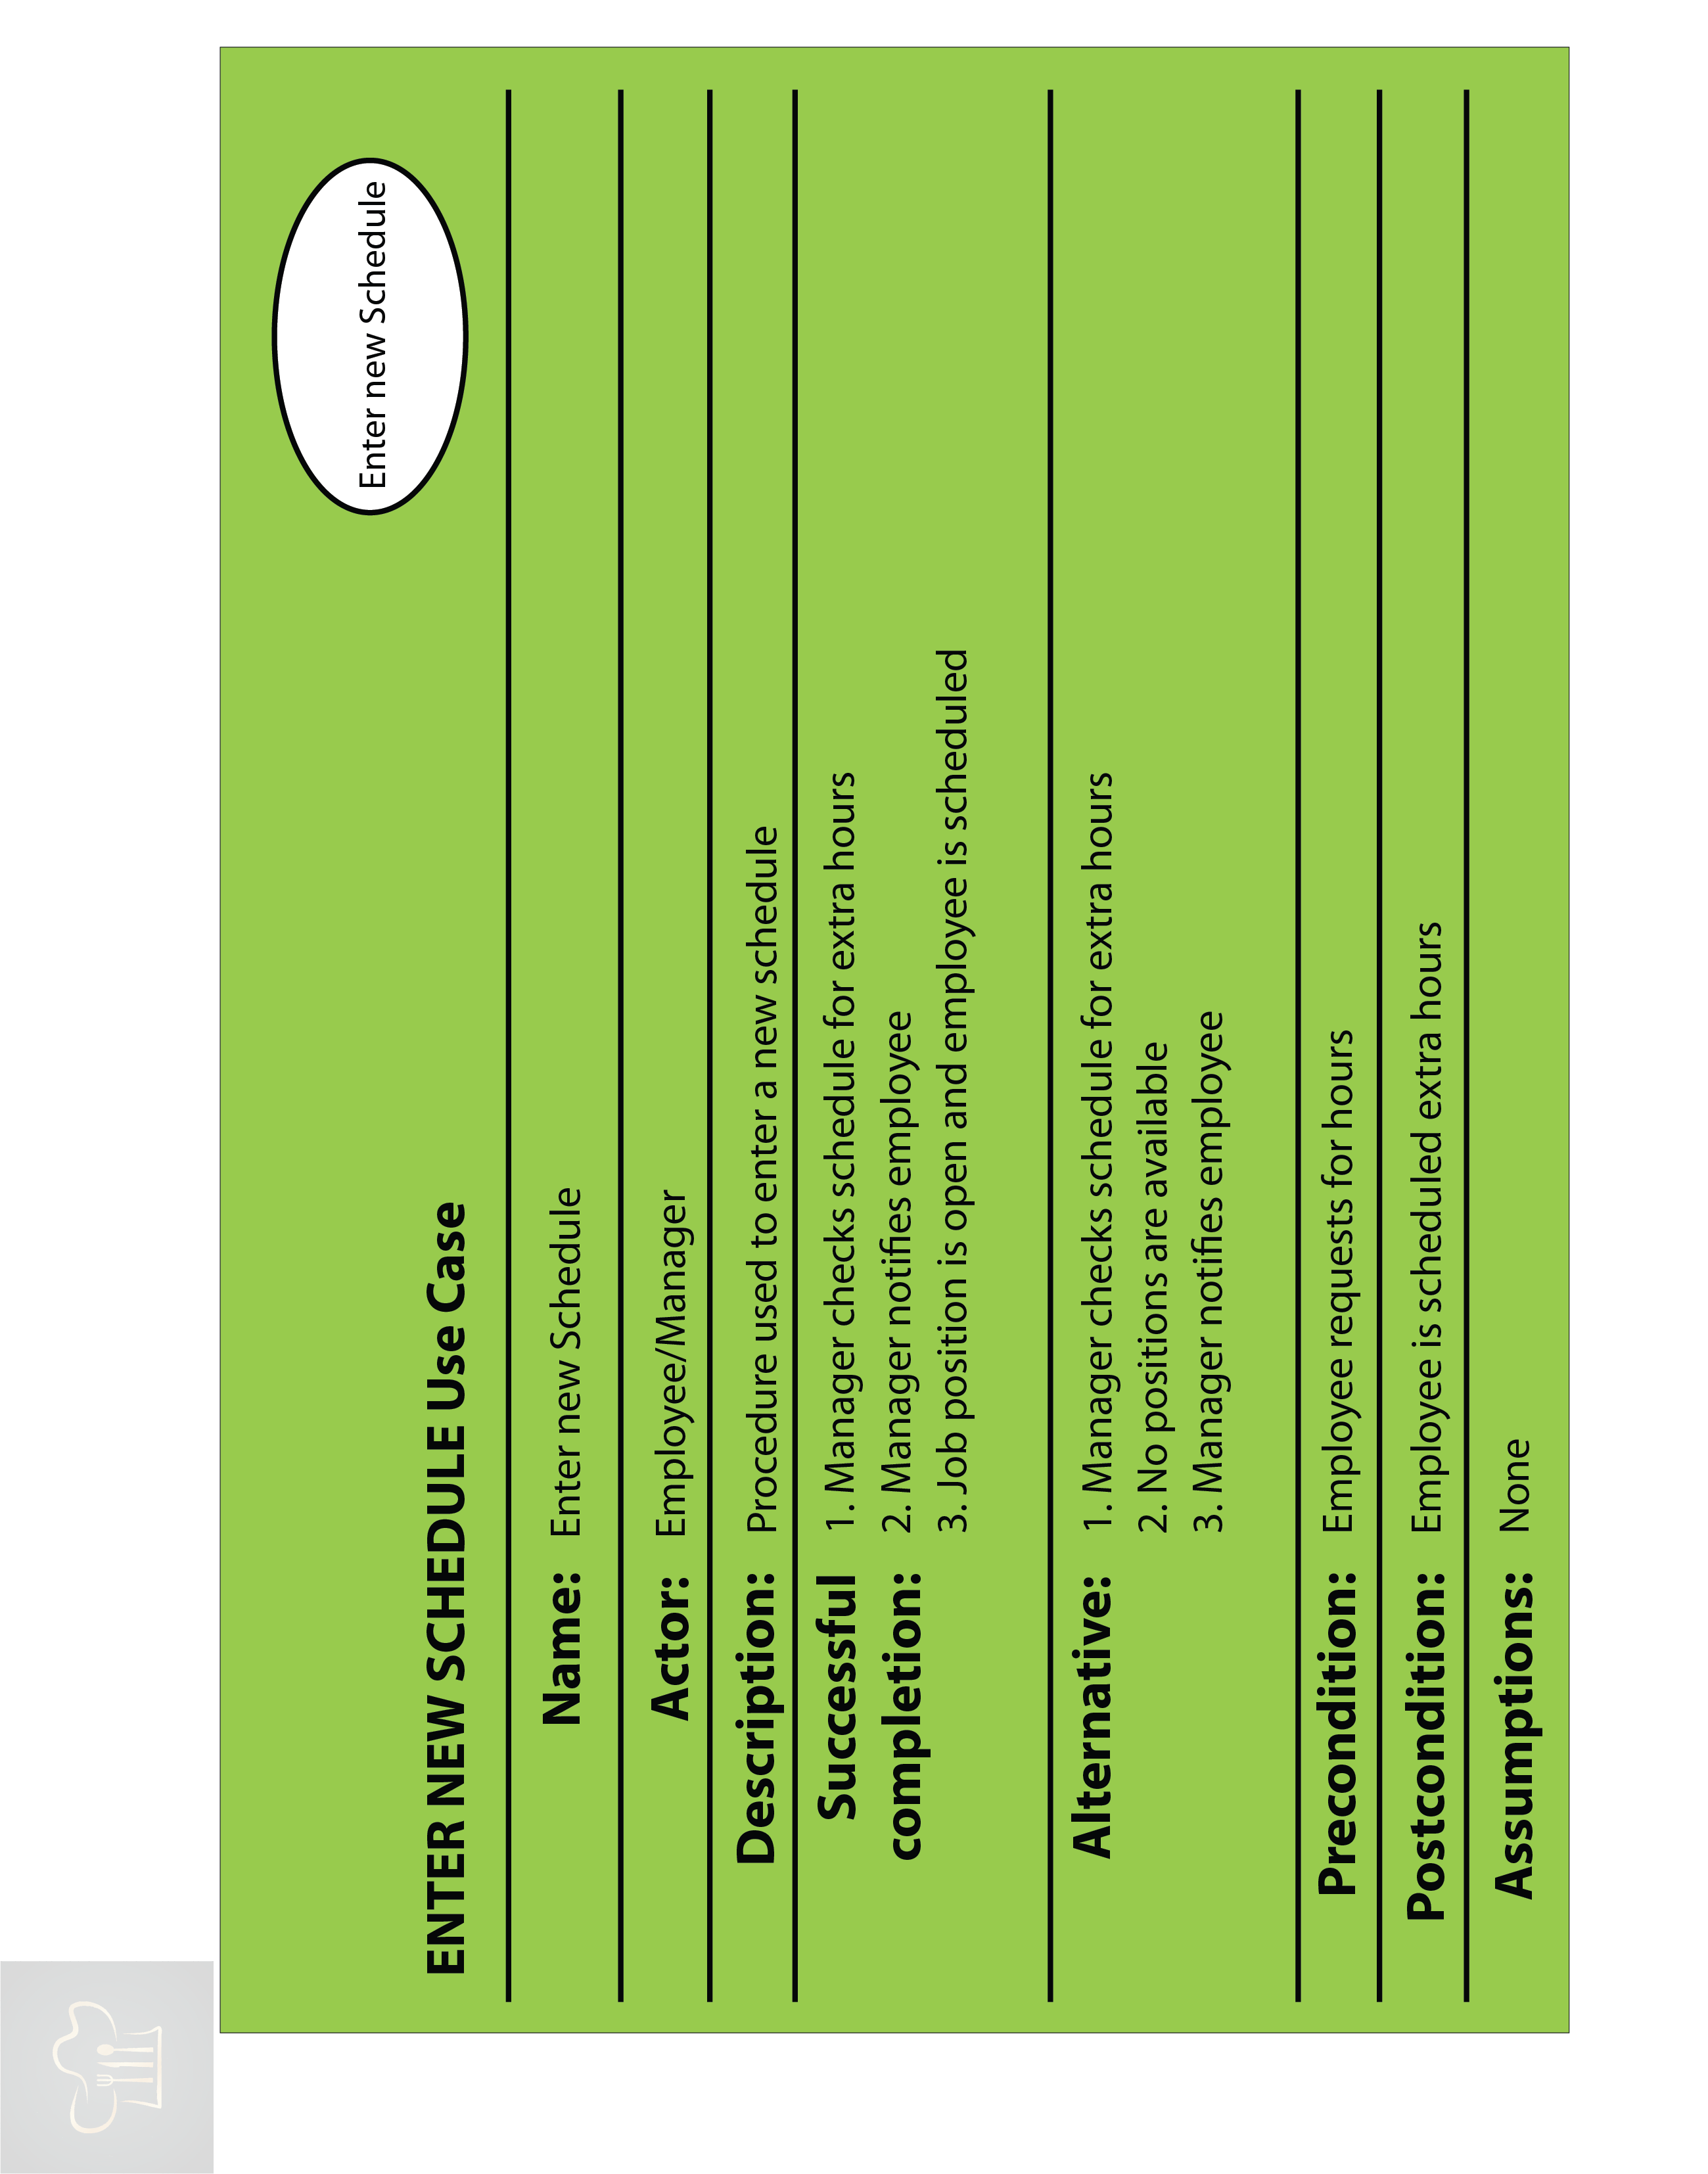 Enter new Schedule
ENTER NEW SCHEDULE Use Case
Name: Enter new Schedule
Actor: Employee/Manager
Description: Procedure used to enter a new schedule
Successful 1. Manager checks schedule for extra hours
completion: 2. Manager notifies employee
3. Job position is open and employee is scheduled
Alternative: 1. Manager checks schedule for extra hours
2. No positions are available
3. Manager notifies employee
Precondition: Employee requests for hours
Postcondition: Employee is scheduled extra hours
Assumptions: None